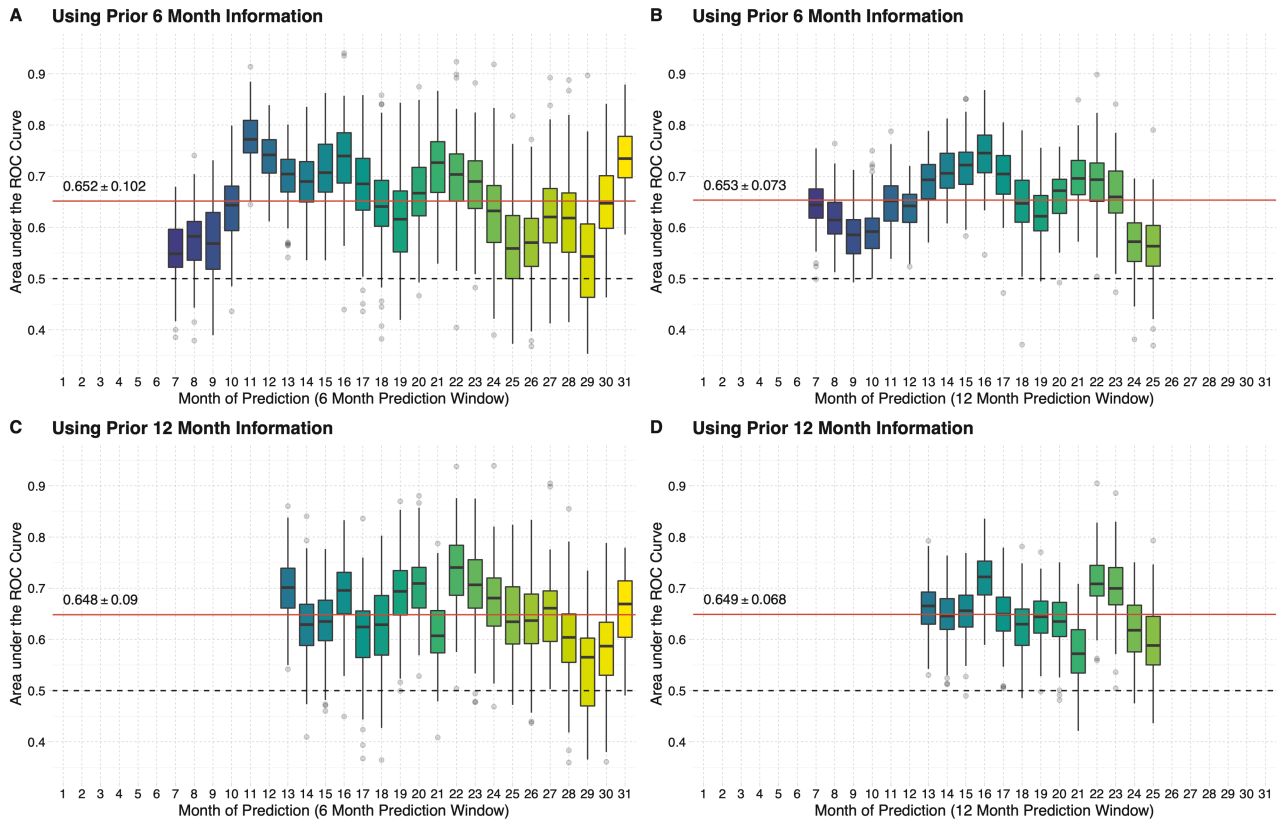 A Using Prior 6 Month Information
Area under the ROC Curve
0.9
0.8
0.7
0.6
0.5
0.4
0.652 ± 0.102
1 2 3 4 5 6 7 8 9 10 11 12 13 14 15 16 17 18 19 20 21 22 23 24 25 26 27 28 29 30 31
Month of Prediction (6 Month Prediction Window)
B Using Prior 6 Month Information
Area under the ROC Curve
0.9
0.8
0.7
0.6
0.5
0.4
0.653 ± 0.073
1 2 3 4 5 6 7 8 9 10 11 12 13 14 15 16 17 18 19 20 21 22 23 24 25 26 27 28 29 30 31
Month of Prediction (12 Month Prediction Window)
C Using Prior 12 Month Information
Area under the ROC Curve
0.9
0.8
0.7
0.6
0.5
0.4
0.648 ± 0.09
1 2 3 4 5 6 7 8 9 10 11 12 13 14 15 16 17 18 19 20 21 22 23 24 25 26 27 28 29 30 31
Month of Prediction (6 Month Prediction Window)
D Using Prior 12 Month Information
Area under the ROC Curve
0.9
0.8
0.7
0.6
0.5
0.4
0.649 ± 0.068
1 2 3 4 5 6 7 8 9 10 11 12 13 14 15 16 17 18 19 20 21 22 23 24 25 26 27 28 29 30 31
Month of Prediction (12 Month Prediction Window)